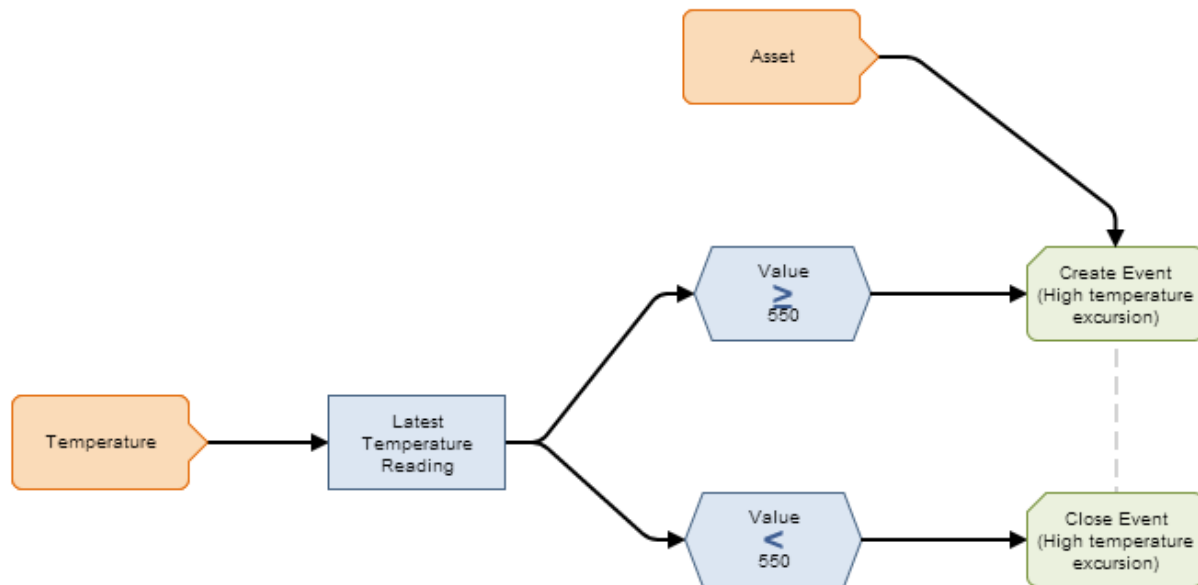 Asset
Value
≥
550
Create Event
(High temperature
excursion)
Temperature
Latest
Temperature
Reading
Value
<
550
Close Event
(High temperature
excursion)